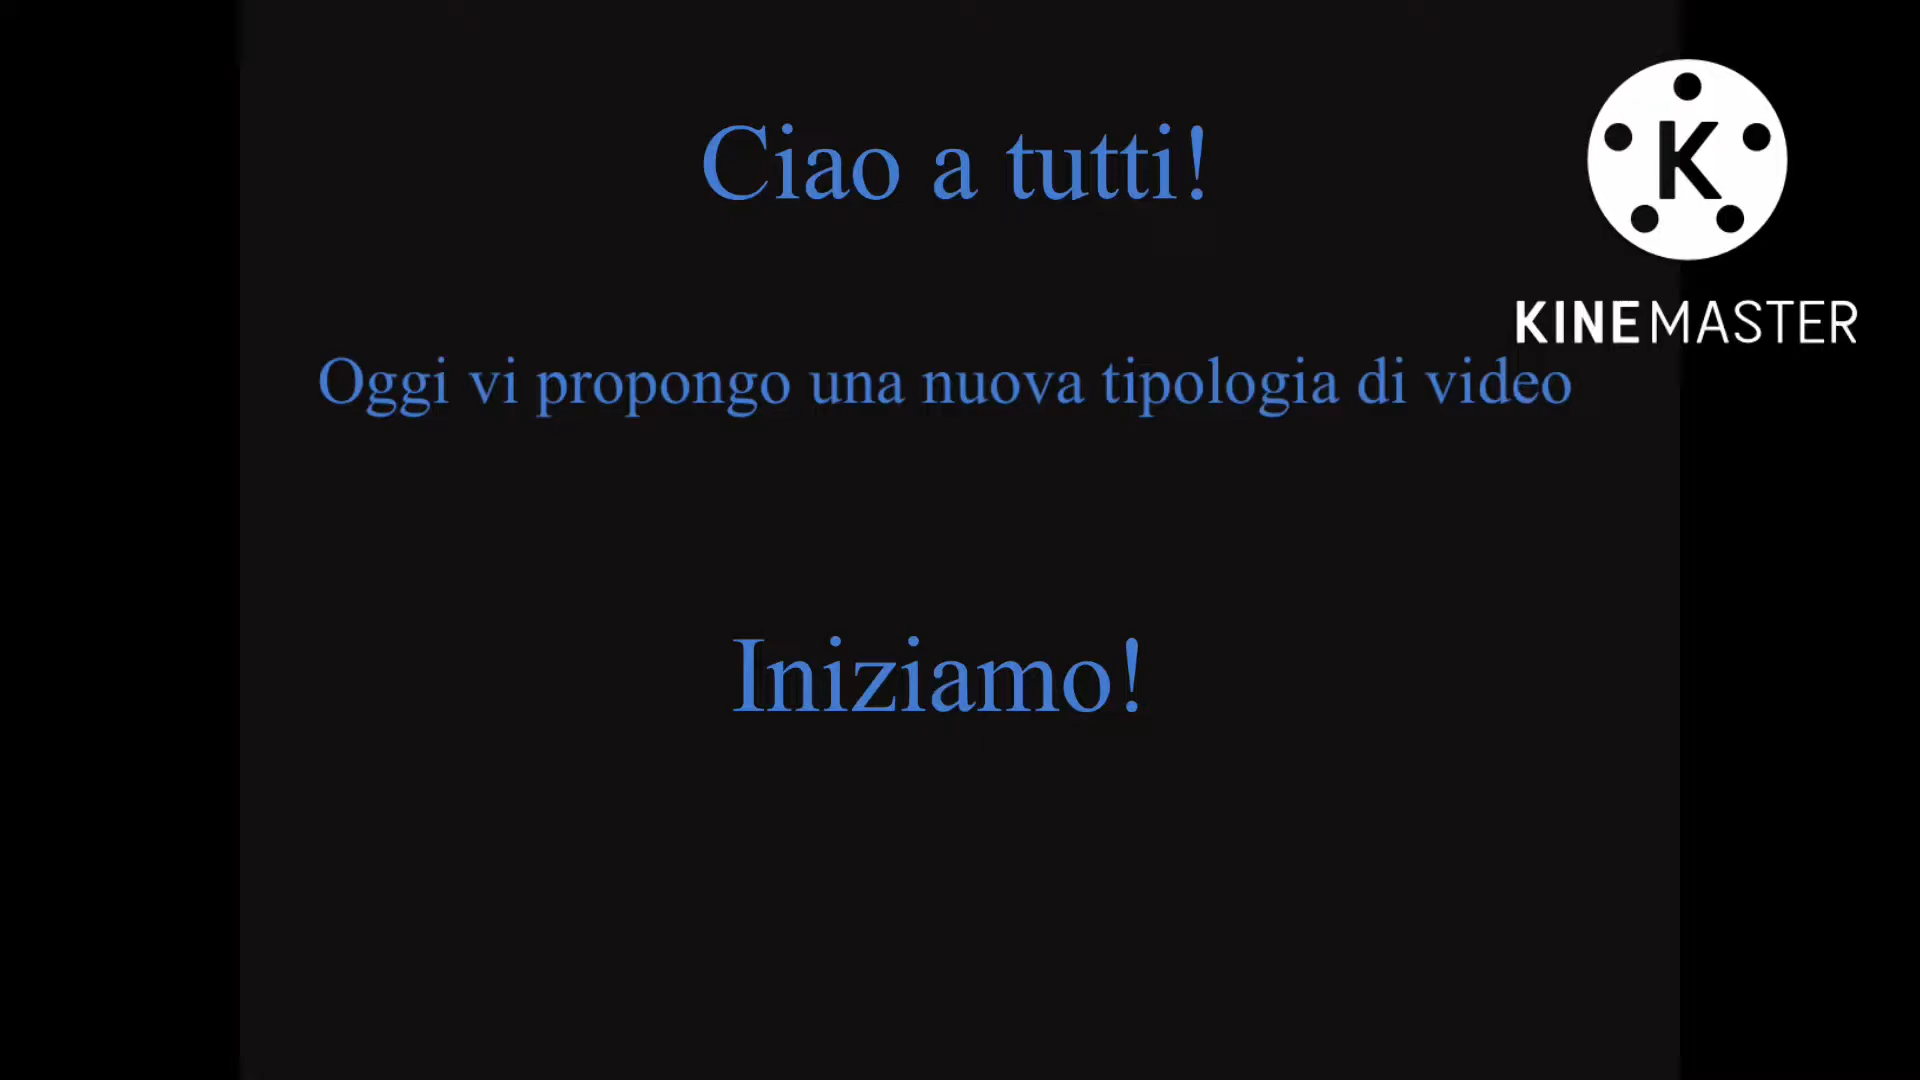 Ciao a tutti!
K
KINEMASTER
Oggi vi propongo una nuova tipologia di video
Iniziamo!